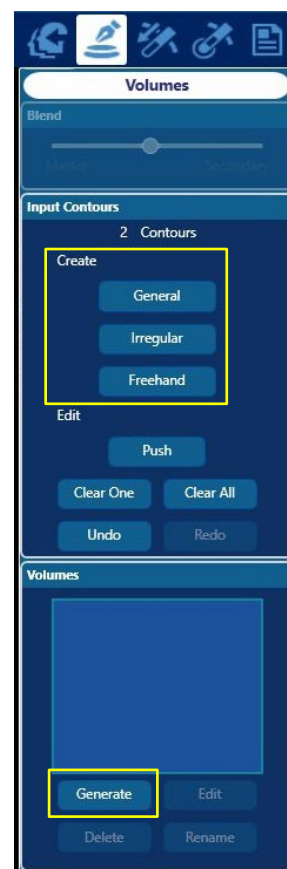 Volumes
Blend
Master Secondary
Input Contours
2 Contours
Create
General
Irregular
Freehand
Edit
Push
Clear One Clear All
Undo Redo
Volumes
Generate Edit
Delete Rename